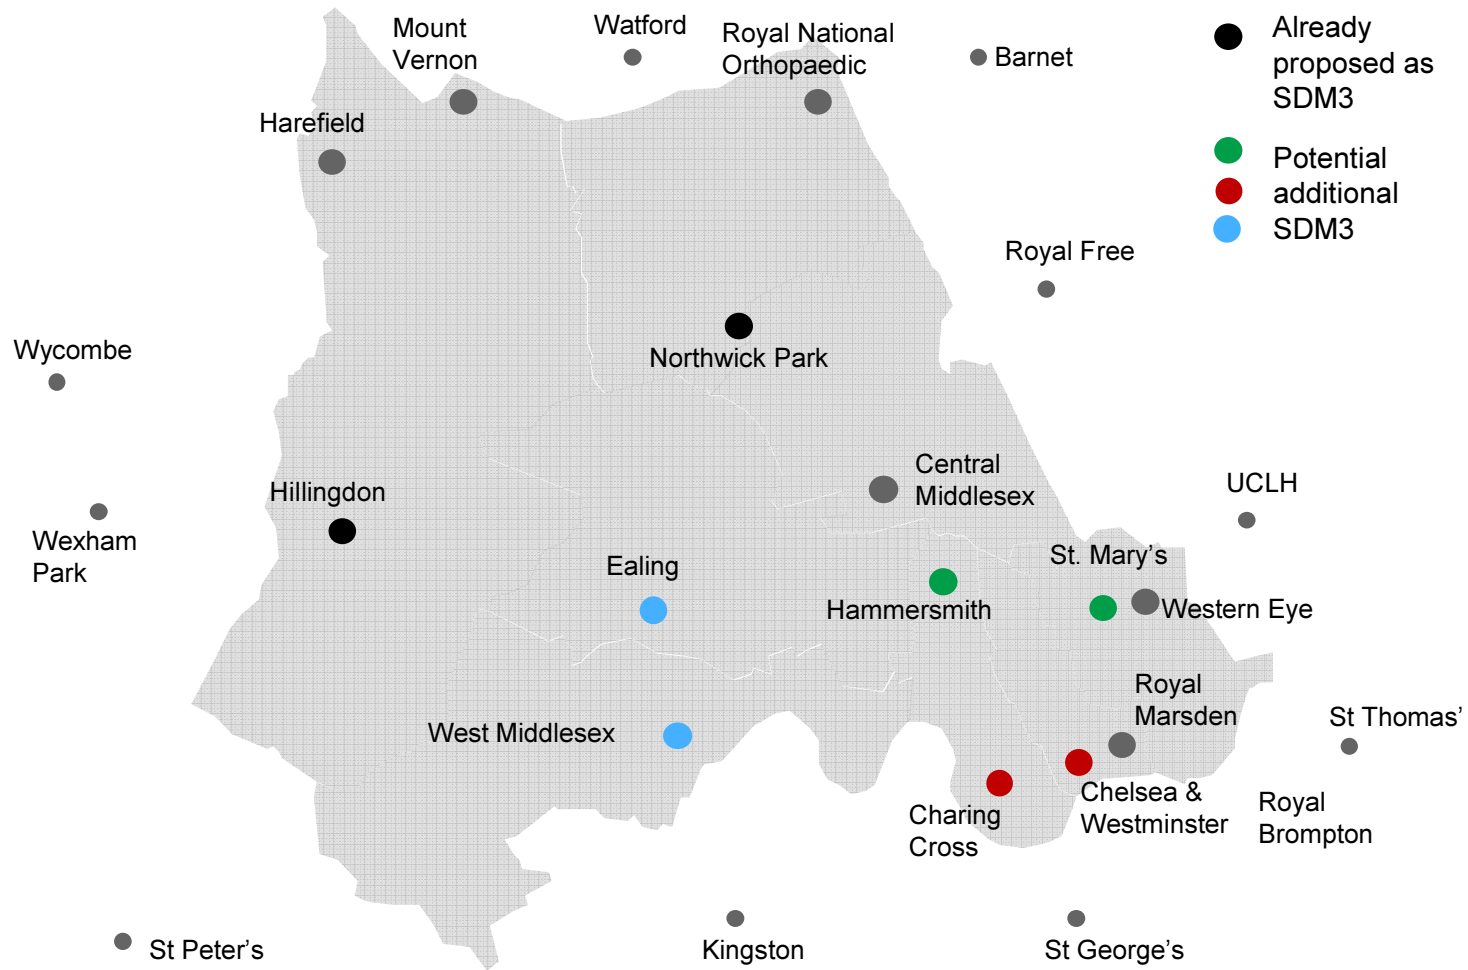 Mount
Vernon
Watford
Royal National
Orthopaedic
Barnet
Already
proposed as
SDM3
Harefield
Potential
additional
SDM3
Royal Free
Wycombe
Northwick Park
Hillingdon
Central
Middlesex
UCLH
Wexham
Park
Ealing
St. Mary’s
Hammersmith
Western Eye
Royal
Marsden
West Middlesex
St Thomas’
Chelsea &
Westminster
Charing
Cross
Royal
Brompton
St Peter’s
Kingston
St George’s